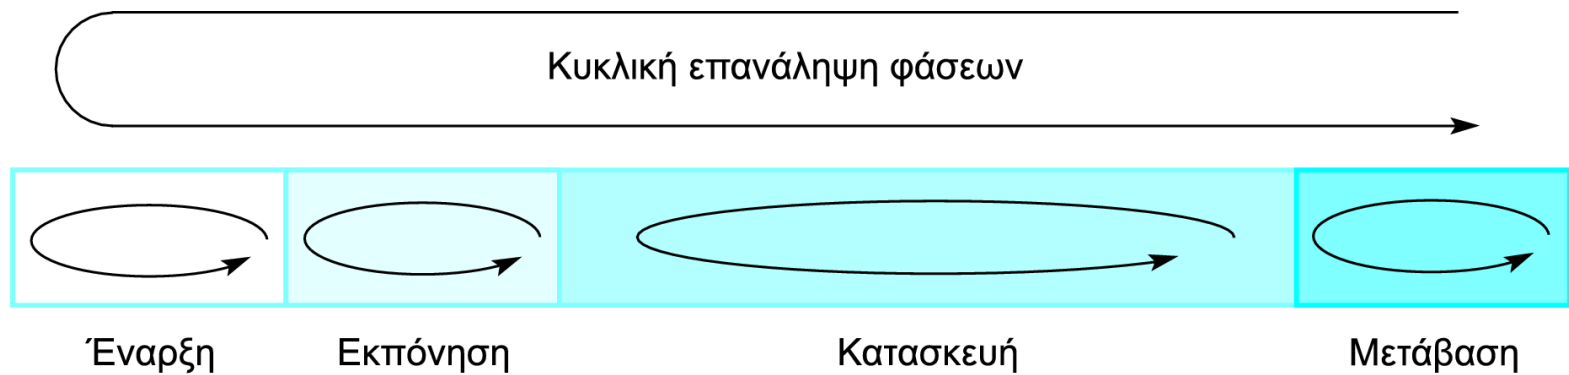 Κυκλική επανάληψη φάσεων
Έναρξη
Εκπόνηση
Κατασκευή
Μετάβαση